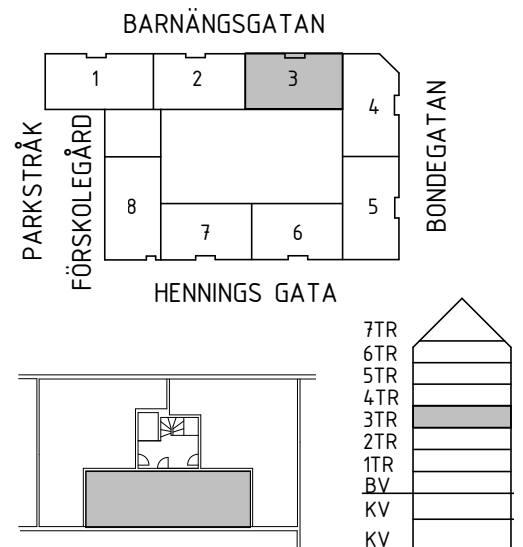 BARNÄNGSGATAN
1
2
3
4
PARKSTRÅK
FÖRSKOLEGÅRD
BONDEGATAN
8
7
6
5
HENNINGS GATA
7TR
6TR
5TR
4TR
3TR
2TR
1TR
BV
KV
KV